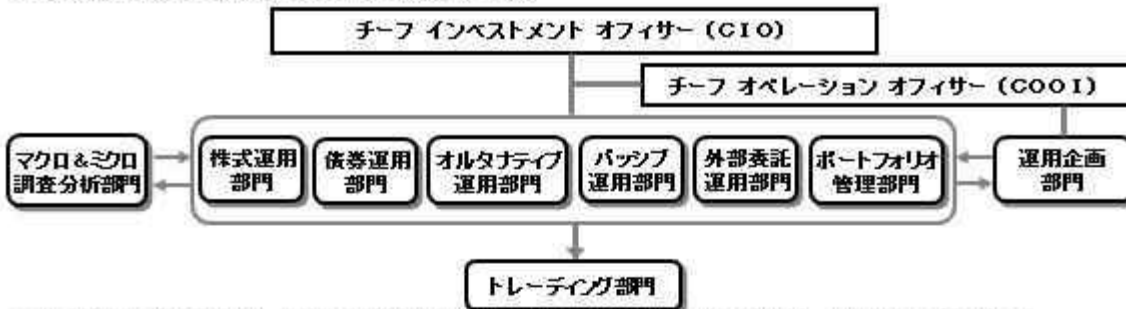 チーフ インベストメント オフィサー (CIO)
チーフ オペレーション オフィサー (COOI)
マクロ&ミクロ
調査分析部門
株式運用
部門
債券運用
部門
オルタナティブ
運用部門
パッシブ
運用部門
外部委託
運用部門
ポートフォリオ
管理部門
運用企画
部門
トレーディング部門